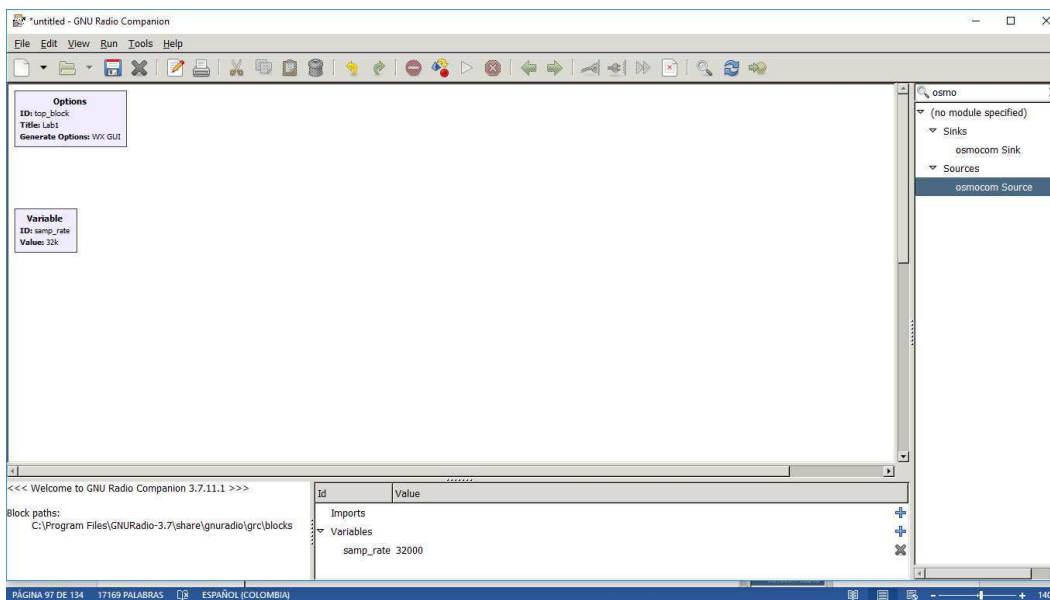 *untitled - GNU Radio Companion
File Edit View Run Tools Help
Options
ID: top_block
Title: Lab1
Generate Options: WX GUI
Variable
ID: samp_rate
Value: 32k
osmo
(no module specified)
Sinks
osmocom Sink
Sources
osmocom Source
<<< Welcome to GNU Radio Companion 3.7.11.1 >>>
Block paths:
C:\Program Files\GNURadio-3.7\share\gnuradio\grc\blocks
Id Value
Imports
Variables
samp_rate 32000
PÁGINA 97 DE 134 17169 PALABRAS ESPAÑOL (COLOMBIA) 140